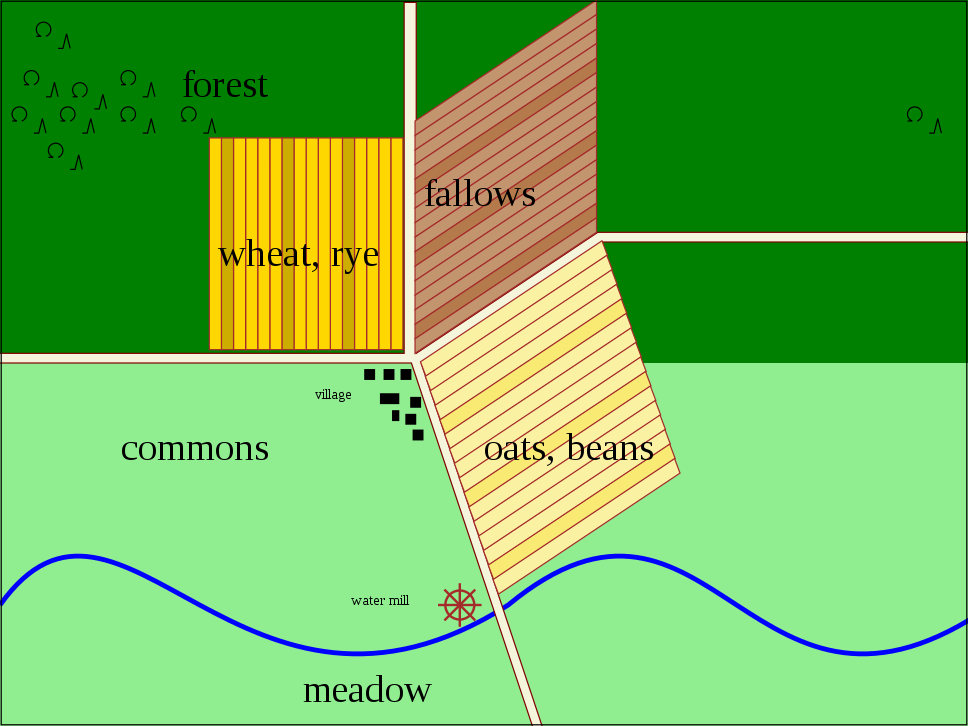 forest
fallows
wheat, rye
village
commons
oats, beans
water mill
meadow